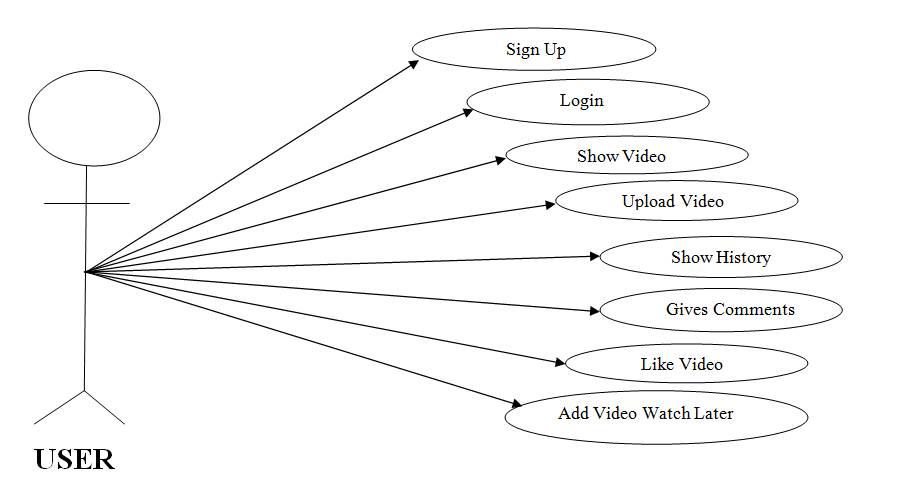 Sign Up
Login
Show Video
Upload Video
Show History
Gives Comments
Like Video
Add Video Watch Later
USER